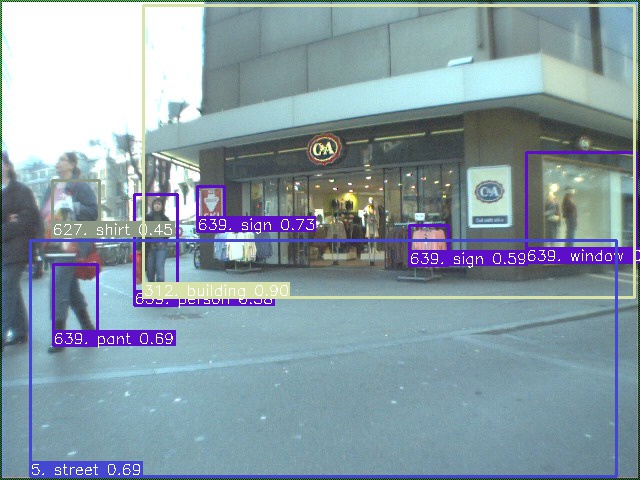 C&A
C&A
627. shirt 0.45
639. sign 0.73
639. sign 0.59
639. window 0
639. person 0.58
312. building 0.90
639. pant 0.69
5. street 0.69